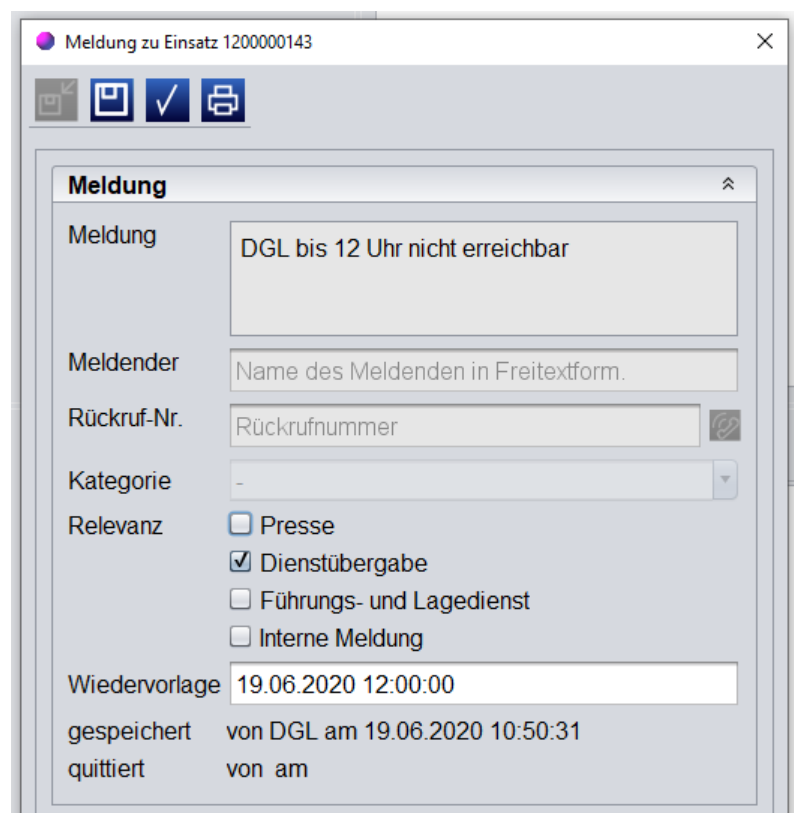 Meldung zu Einsatz 1200000143
Meldung
Meldung DGL bis 12 Uhr nicht erreichbar
Meldender Name des Meldenden in Freitextform.
Rückruf-Nr. Rückrufnummer
Kategorie -
Relevanz Presse
Dienstübergabe
Führungs- und Lagedienst
Interne Meldung
Wiedervorlage 19.06.2020 12:00:00
gespeichert von DGL am 19.06.2020 10:50:31
quittiert von am